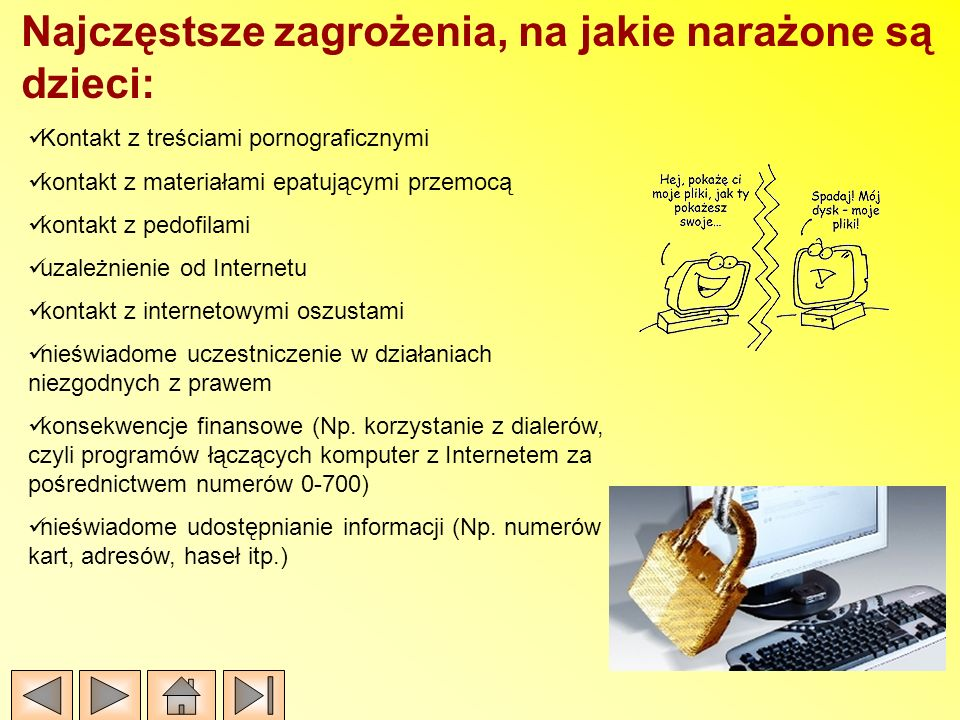 Najczęstsze zagrożenia, na jakie narażone są
dzieci:
✓Kontakt z treściami pornograficznymi
✓kontakt z materiałami epatującymi przemocą
✓kontakt z pedofilami
✓uzależnienie od Internetu
✓kontakt z internetowymi oszustami
✓nieświadome uczestniczenie w działaniach
niezgodnych z prawem
✓konsekwencje finansowe (Np. korzystanie z dialerów,
czyli programów łączących komputer z Internetem za
pośrednictwem numerów 0-700)
✓nieświadome udostępnianie informacji (Np. numerów
kart, adresów, haseł itp.)
Hej, pokażę ci
moje pliki, jak ty
pokażesz
swoje...
Spadaj! Mój
dysk – moje
pliki!